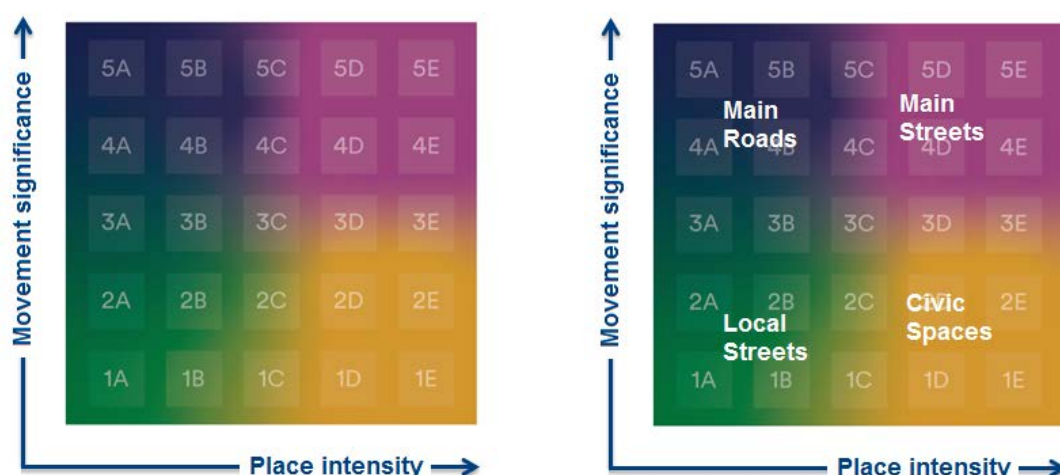 Movement significance
5A 5B 5C 5D 5E
4A 4B 4C 4D 4E
3A 3B 3C 3D 3E
2A 2B 2C 2D 2E
1A 1B 1C 1D 1E
Place intensity
Movement significance
5A 5B 5C 5D 5E
Main
Roads
Main
Streets
4A 4B 4C 4D 4E
3A 3B 3C 3D 3E
2A 2B 2C 2E
Civic
Spaces
Local
Streets
1A 1B 1C 1D 1E
Place intensity